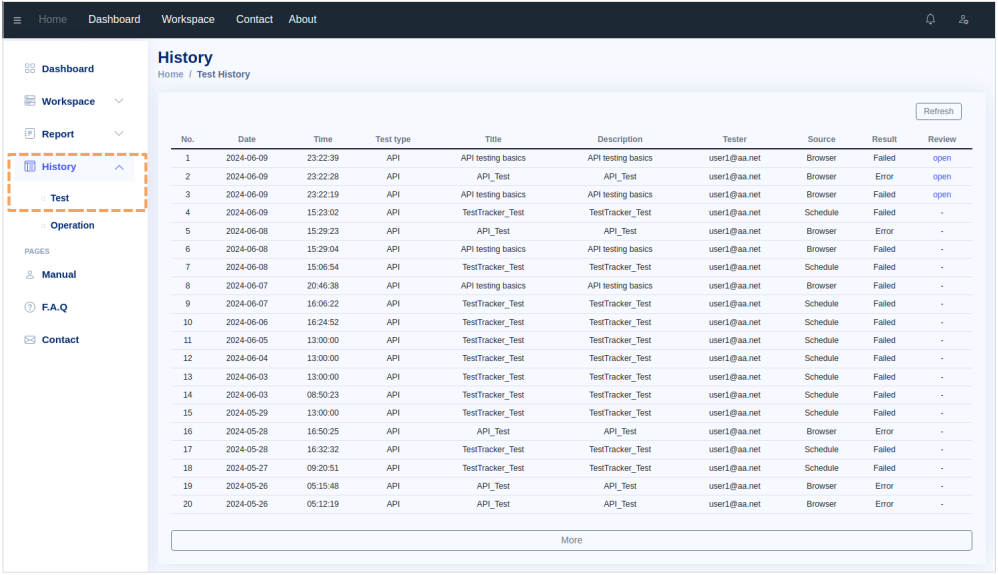 Home Dashboard Workspace Contact About
Dashboard
Workspace
Report
History
Test
Operation
PAGES
Manual
F.A.Q
Contact
History
Home / Test History
Refresh
No. Date Time Test type Title Description Tester Source Result Review
1 2024-06-09 23:22:39 API API testing basics API testing basics user1@aa.net Browser Failed open
2 2024-06-09 23:22:28 API API_Test API_Test user1@aa.net Browser Error open
3 2024-06-09 23:22:19 API API testing basics API testing basics user1@aa.net Browser Failed open
4 2024-06-09 15:23:02 API TestTracker_Test TestTracker_Test user1@aa.net Schedule Failed -
5 2024-06-08 15:29:23 API API_Test API_Test user1@aa.net Browser Error -
6 2024-06-08 15:29:04 API API testing basics API testing basics user1@aa.net Browser Failed -
7 2024-06-08 15:06:54 API TestTracker_Test TestTracker_Test user1@aa.net Schedule Failed -
8 2024-06-07 20:46:38 API API testing basics API testing basics user1@aa.net Browser Failed -
9 2024-06-07 16:06:22 API TestTracker_Test TestTracker_Test user1@aa.net Schedule Failed -
10 2024-06-06 16:24:52 API TestTracker_Test TestTracker_Test user1@aa.net Schedule Failed -
11 2024-06-05 13:00:00 API TestTracker_Test TestTracker_Test user1@aa.net Schedule Failed -
12 2024-06-04 13:00:00 API TestTracker_Test TestTracker_Test user1@aa.net Schedule Failed -
13 2024-06-03 13:00:00 API TestTracker_Test TestTracker_Test user1@aa.net Schedule Failed -
14 2024-06-03 08:50:23 API TestTracker_Test TestTracker_Test user1@aa.net Schedule Failed -
15 2024-05-29 13:00:00 API TestTracker_Test TestTracker_Test user1@aa.net Schedule Failed -
16 2024-05-28 16:50:25 API API_Test API_Test user1@aa.net Browser Error -
17 2024-05-28 16:32:32 API TestTracker_Test TestTracker_Test user1@aa.net Schedule Failed -
18 2024-05-27 09:20:51 API TestTracker_Test TestTracker_Test user1@aa.net Schedule Failed -
19 2024-05-26 05:15:48 API API_Test API_Test user1@aa.net Browser Error -
20 2024-05-26 05:12:19 API API_Test API_Test user1@aa.net Browser Error -
More